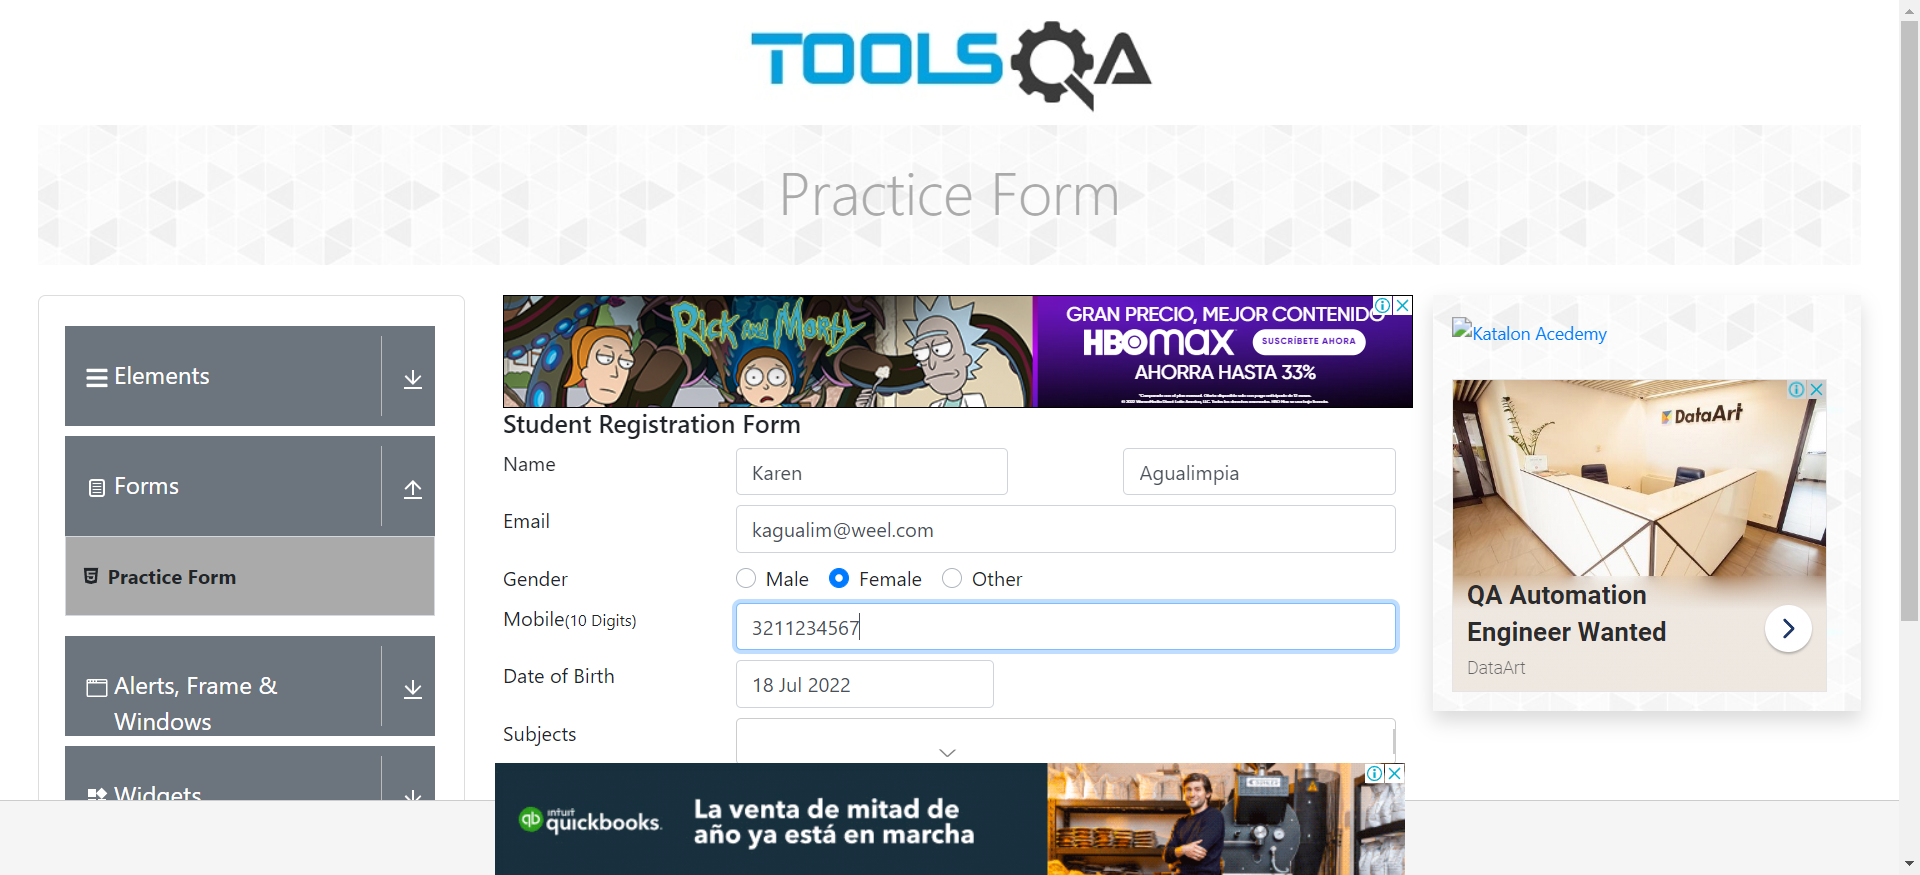 TOOLSQA
Practice Form
Elements
Forms
Practice Form
Alerts, Frame &
Windows
Widgets
Rick and Morty
GRAN PRECIO, MEJOR CONTENIDO
HBOmax
SUSCRÍBETE AHORA
AHORRA HASTA 33%
Student Registration Form
Name
Karen
Agualimpia
Email
kagualim@weel.com
Gender
Male
Female
Other
Mobile(10 Digits)
3211234567
Date of Birth
18 Jul 2022
Subjects
intuit
quickbooks.
La venta de mitad de
año ya está en marcha
Katalon Acedemy
DataArt
QA Automation
Engineer Wanted
DataArt